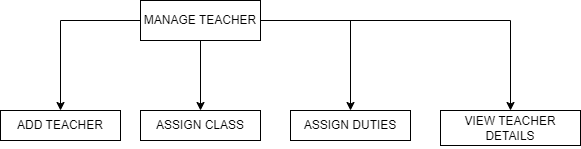 MANAGE TEACHER
ADD TEACHER
ASSIGN CLASS
ASSIGN DUTIES
VIEW TEACHER
DETAILS